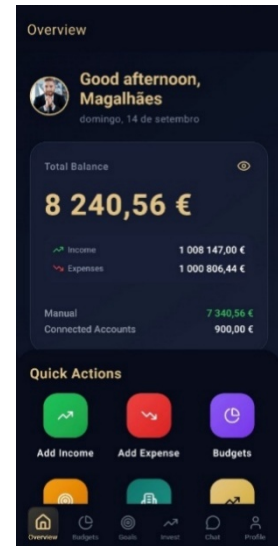 Overview
Good afternoon,
Magalhães
domingo, 14 de setembro
Total Balance
8 240,56 €
Income 1 008 147,00 €
Expenses 1 000 806,44 €
Manual 7 340,56 €
Connected Accounts 900,00 €
Quick Actions
Add Income Add Expense Budgets
Overview Budgets Goals Invest Chat Profile